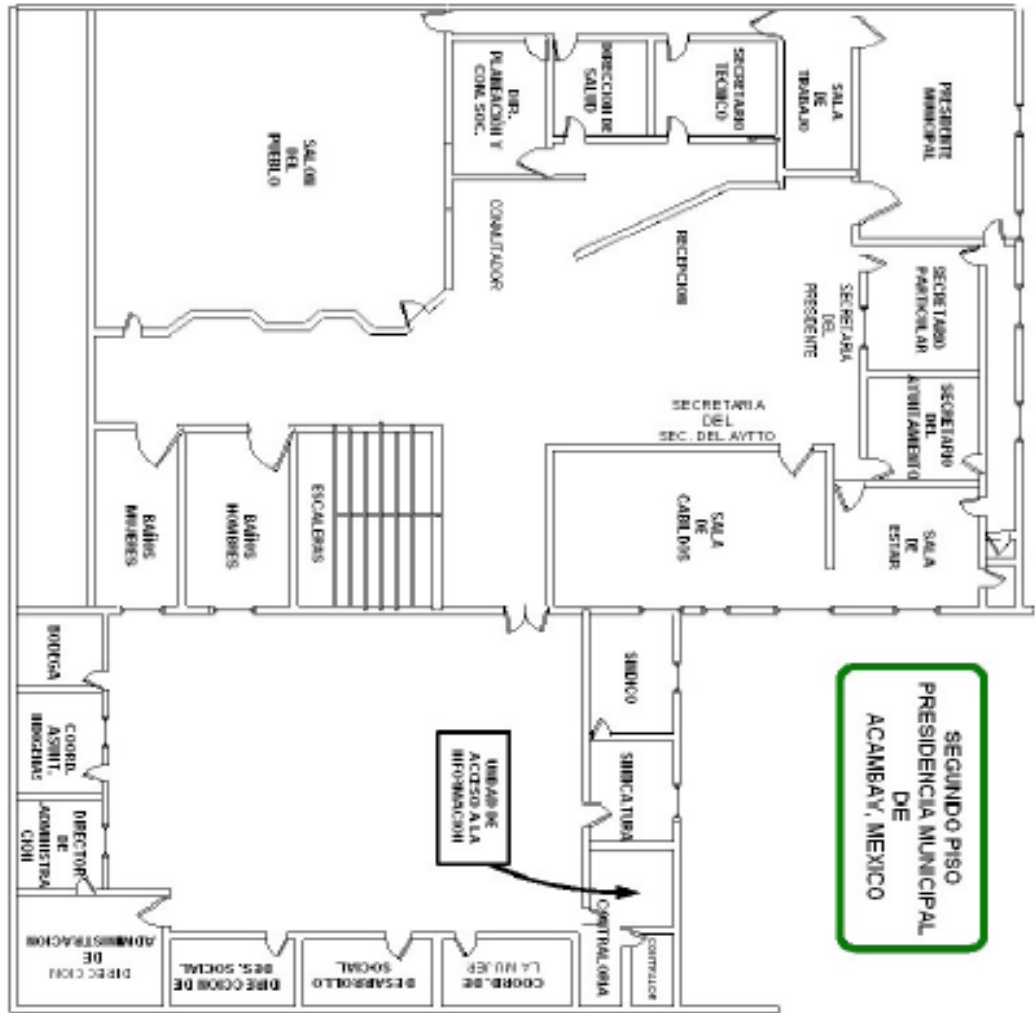 SEGUNDO PISO
PRESIDENCIA MUNICIPAL
DE
ACAMBAY, MEXICO
PRESIDENTE
MUNICIPAL
SALA
DE
TRABAJO
SECRETARIO
TECNICO
DIRECCION DE
SALUD
DIR.
PLANEACIÓN Y
COM. SOC.
SALON
DEL
PUEBLO
CONMUTADOR
RECEPCION
SECRETARIA
DEL
PRESIDENTE
SECRETARIO
PARTICULAR
SECRETARIO
DEL
AYUNTAMIENTO
SECRETARIA
DEL
SEC. DEL AYTTO
SALA
DE
CABILDOS
SALA
DE
ESTAR
ESCALERAS
BAÑOS
HOMBRES
BAÑOS
MUJERES
BODEGA
COORD.
ASUNT.
INDIGENAS
DIRECTOR
DE
ADMINISTRA
CION
SINDICO
SINDICATURA
UNIDAD DE
ACCESO A LA
INFORMACION
CONTRALORIA
CONTRALOR
COORD. DE
LA MUJER
DESARROLLO
SOCIAL
DIRECCION DE
DES. SOCIAL
DIRECCION
DE
ADMINISTRACION